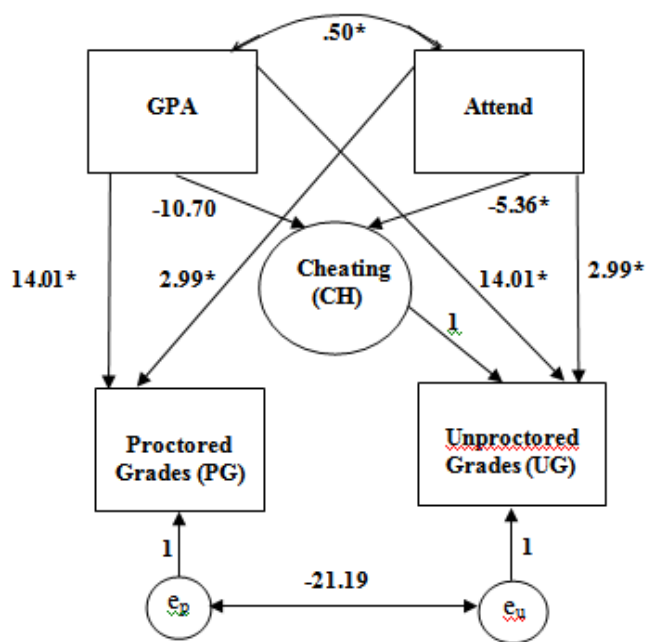 .50*
GPA
Attend
-10.70
-5.36*
14.01*
2.99*
Cheating
(CH)
14.01*
2.99*
1
Proctored
Grades (PG)
Unproctored
Grades (UG)
1
1
-21.19
ep
eu